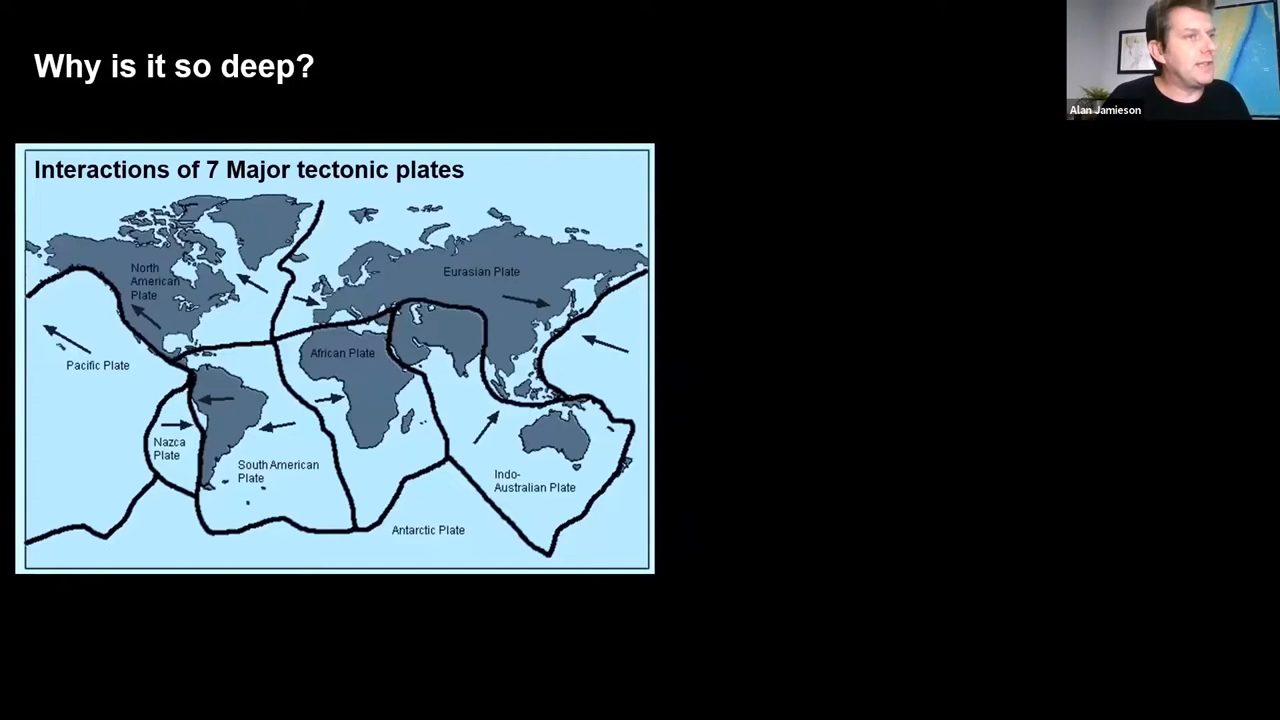 Why is it so deep?
Alan Jamieson
Interactions of 7 Major tectonic plates
North
American
Plate
Eurasian Plate
African Plate
Pacific Plate
Nazca
Plate
South American
Plate
Indo-
Australian Plate
Antarctic Plate